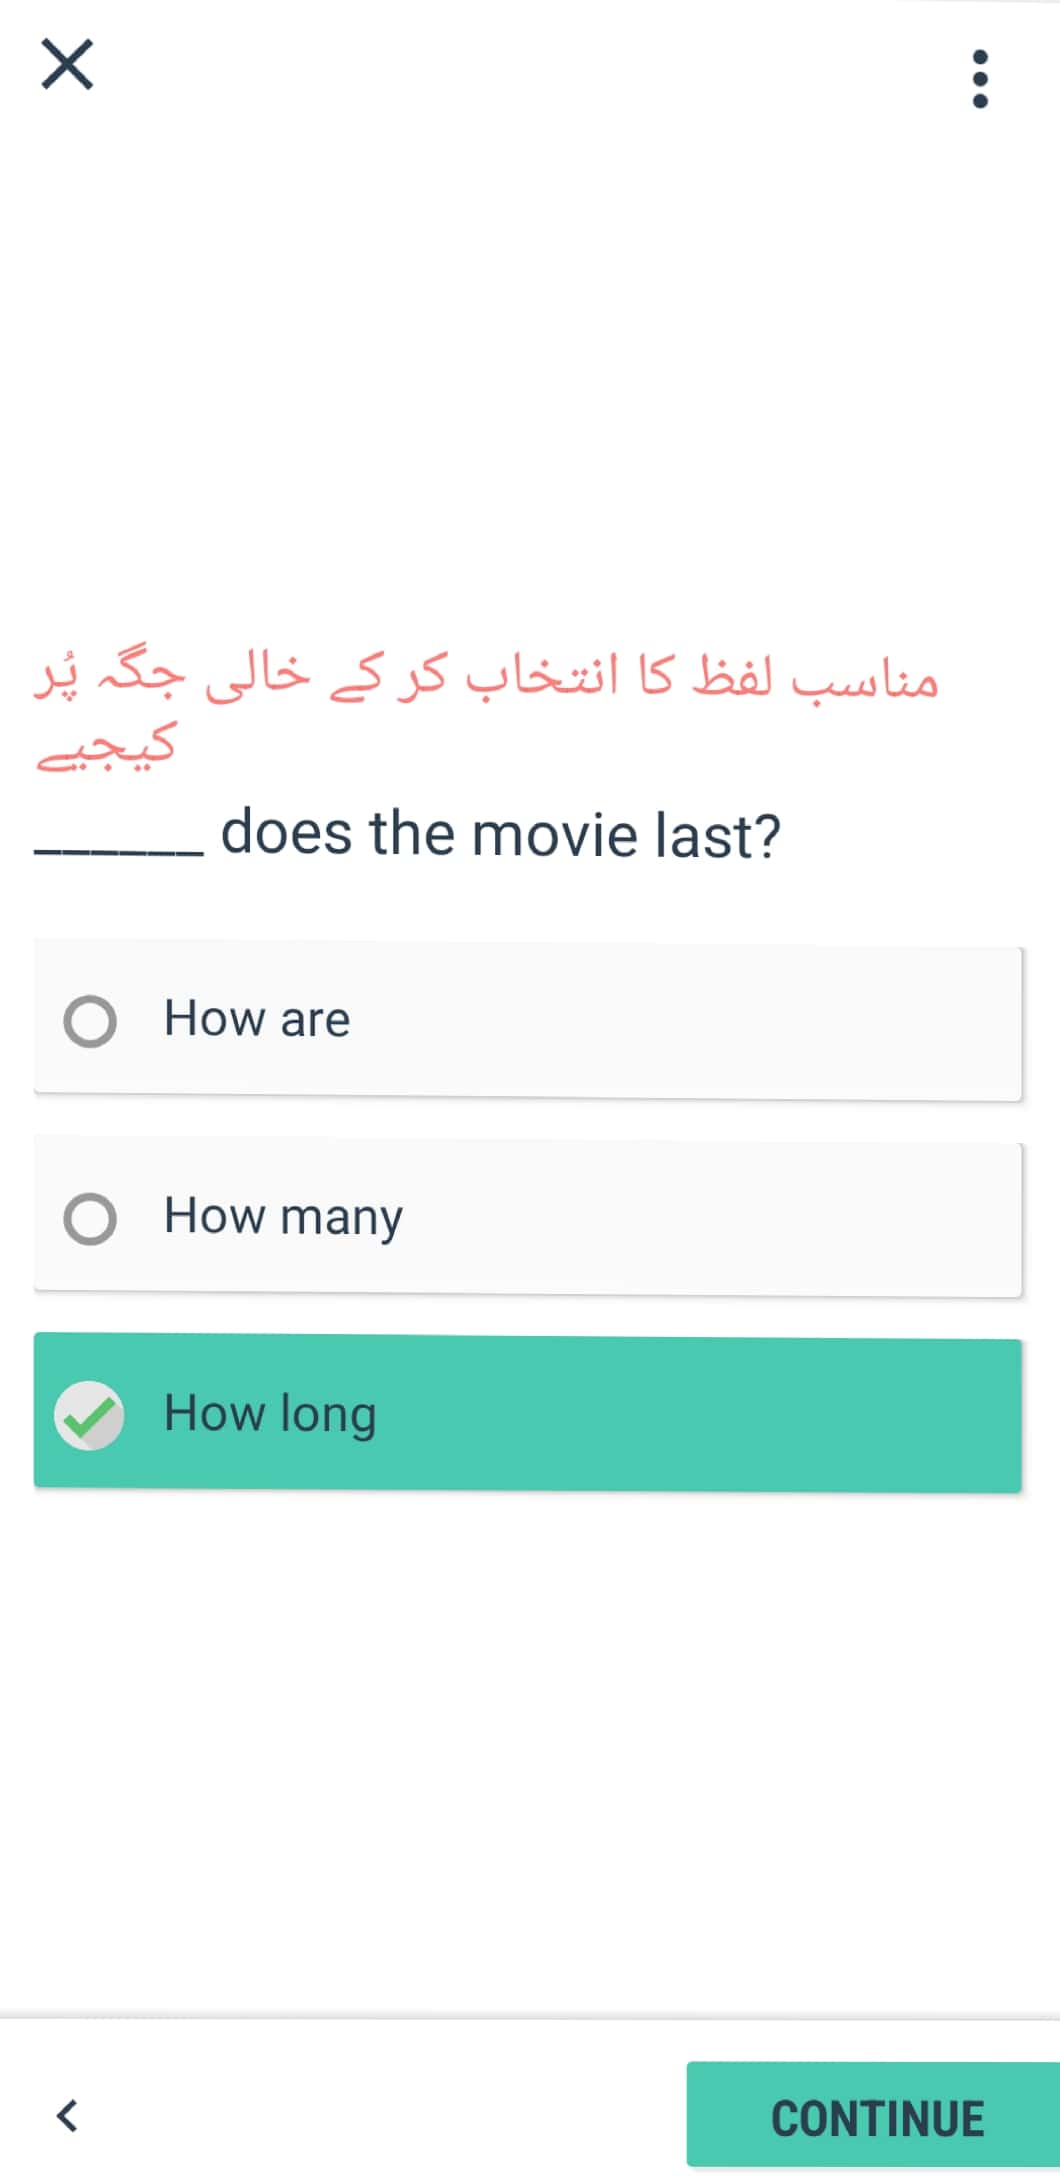 مناسب لفظ کا انتخاب کر کے خالی جگہ پُر
کیجیے
______ does the movie last?
How are
How many
How long
CONTINUE